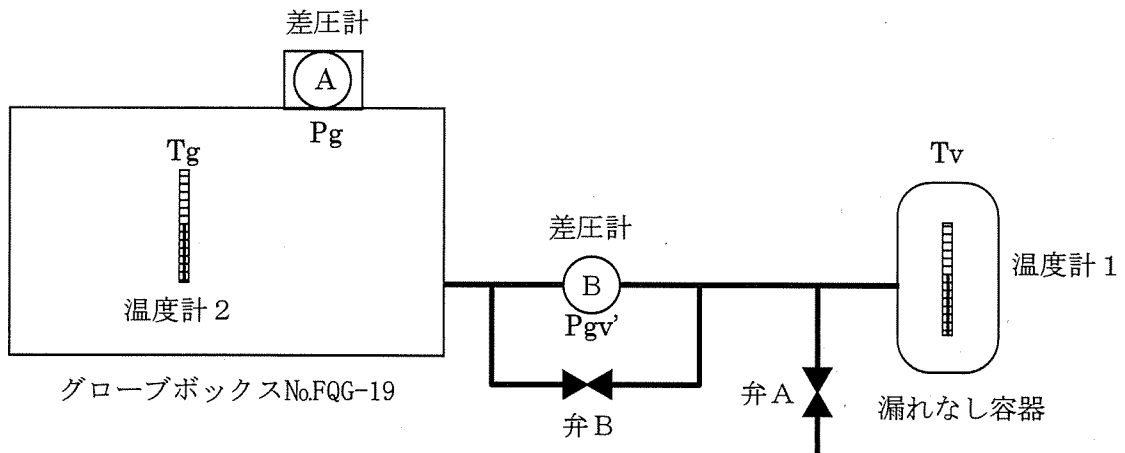 差圧計
A
Pg
Tg
温度計2
グローブボックスNo.FQG-19
差圧計
B
Pgv'
弁B
弁A
Tv
温度計1
漏れなし容器